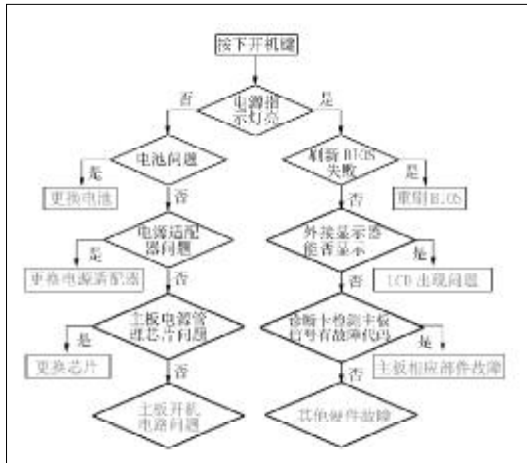 按下开机键
否
电源指
示灯亮
是
电池问题
刷新BIOS
失败
是
更换电池
否
是
重刷BIOS
否
电源适配
器问题
外接显示器
能否显示
是
更换电源适配器
否
是
LCD出现问题
否
主板电源管
理芯片问题
诊断卡检测主板
信号有故障代码
是
更换芯片
否
是
主板相应部件故障
否
主板开机
电路问题
其他硬件故障